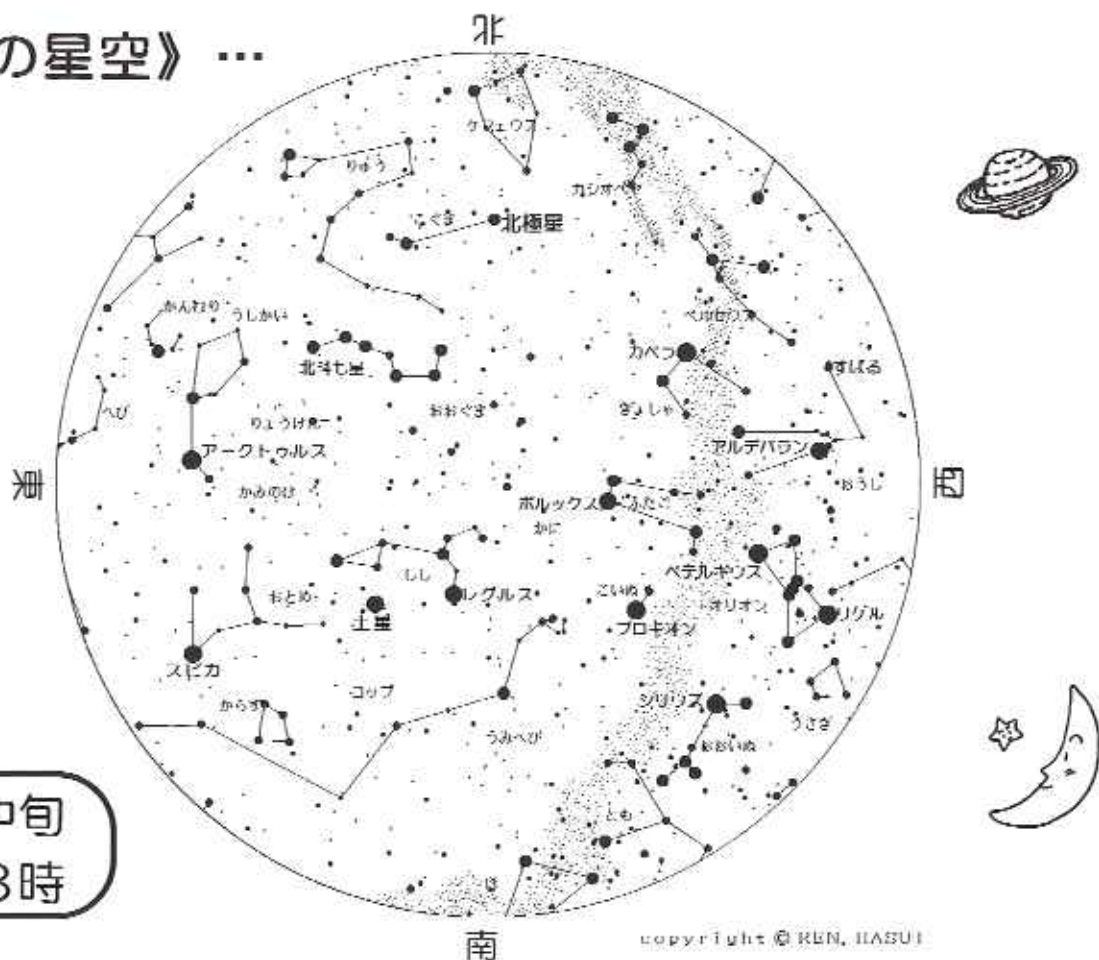 の星空》…
北
ケフェウス
りゅう
カシオペヤ
こぐま
北極星
かんむり
うしかい
ペルセウス
カペラ
すばる
北斗七星
おおぐま
ぎょしゃ
へび
りょうけん
アークトゥルス
アルデバラン
東
かみのけ
おうし
西
ポルックス
ふたご
かに
しし
ベテルギウス
おとめ
土星
レグルス
こいぬ
オリオン
リゲル
プロキオン
スピカ
コップ
シリウス
からす
うさぎ
うみへび
おおいぬ
中旬
とも
8時
ほ
南
copyright © REN, HASUI